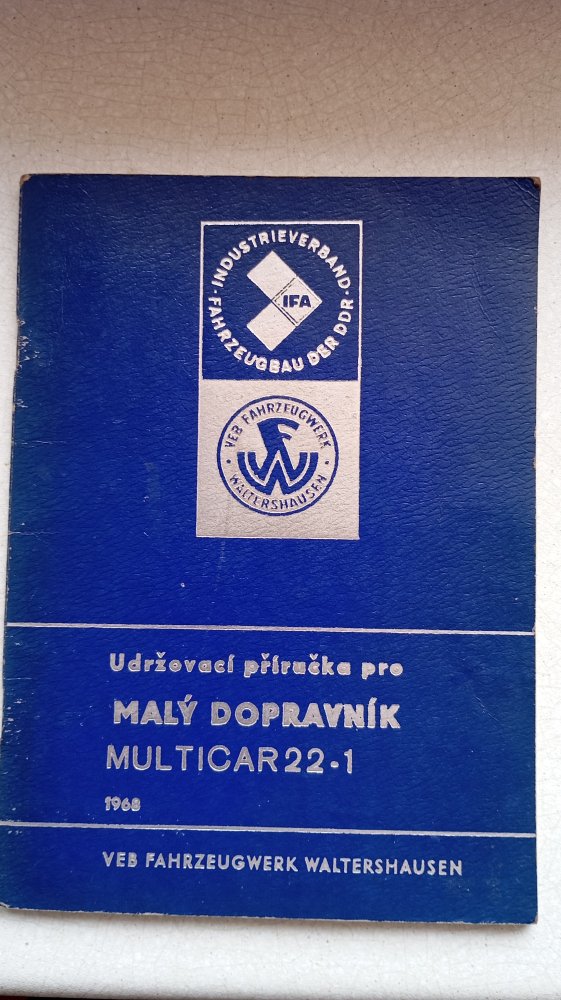 INDUSTRIEVERBAND
FAHRZEUGBAU DER DDR
IFA
VEB FAHRZEUGWERK
WALTERSHAUSEN
FW
Udržovací příručka pro
MALÝ DOPRAVNÍK
MULTICAR 22-1
1968
VEB FAHRZEUGWERK WALTERSHAUSEN